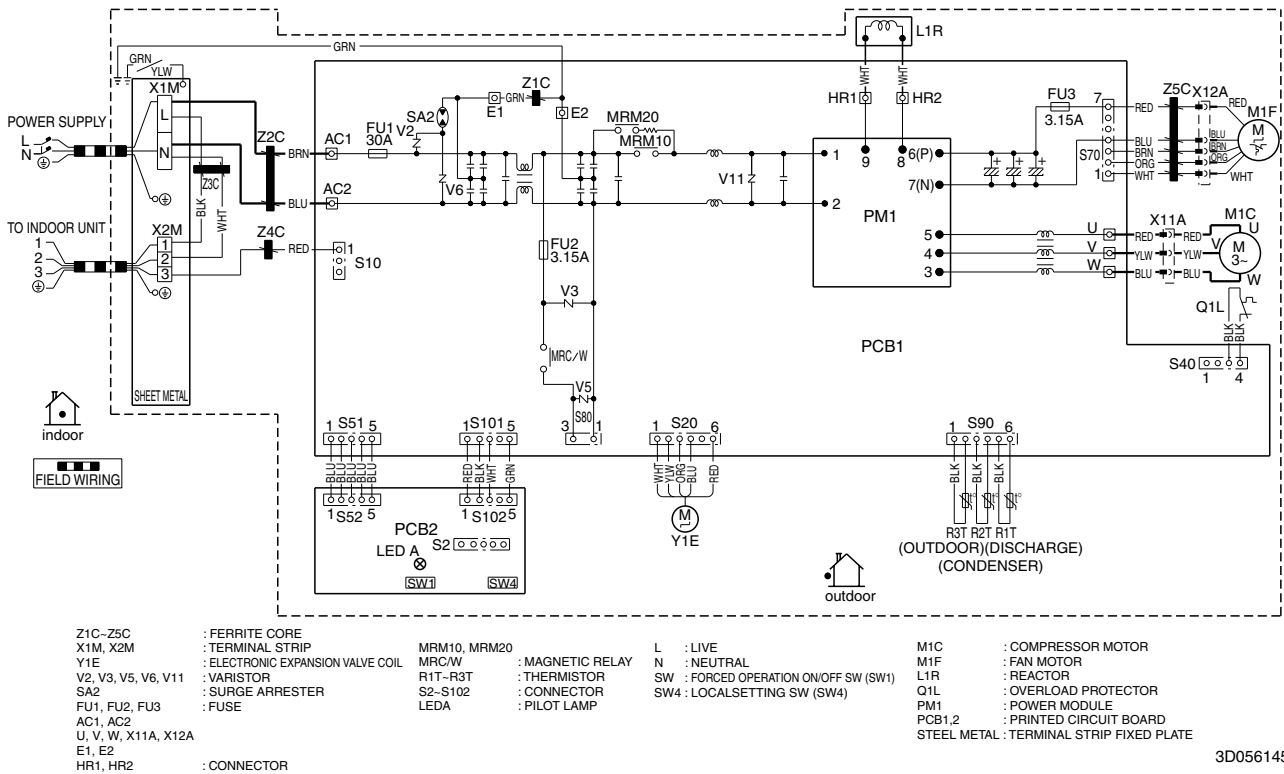 L1R
GRN
GRN
YLW
X1M
POWER SUPPLY
L
N
L
N
Z2C
BRN
BLU
Z3C
BLK
WHT
TO INDOOR UNIT
1
2
3
X2M
1
2
3
Z4C
RED
SHEET METAL
AC1
AC2
FU1
30A
V2
SA2
E1
GRN
Z1C
E2
V6
MRM20
MRM10
V11
1
S10
FU2
3.15A
V3
MRC/W
V5
S80
3 1
WHT
WHT
HR1
HR2
9 8
1
2
6(P)
7(N)
PM1
5
4
3
FU3
3.15A
7
S70
1
RED
BLU
BRN
ORG
WHT
Z5C
X12A
RED
BLU
BRN
ORG
WHT
M1F
M
U
V
W
RED
YLW
BLU
X11A
RED
YLW
BLU
M1C
U
V
W
M
3~
Q1L
BLK
BLK
S40
1 4
PCB1
indoor
FIELD WIRING
1 S51 5
BLU
BLU
BLU
BLU
BLU
1 S52 5
1 S101 5
RED
BLK
WHT
GRN
1 S102 5
PCB2
LED A
S2
SW1
SW4
1 S20 6
WHT
YLW
ORG
BLU
RED
M
Y1E
1 S90 6
BLK
BLK
BLK
t°
t°
t°
R3T R2T R1T
(OUTDOOR)(DISCHARGE)
(CONDENSER)
outdoor
Z1C~Z5C : FERRITE CORE
X1M, X2M : TERMINAL STRIP
Y1E : ELECTRONIC EXPANSION VALVE COIL
V2, V3, V5, V6, V11 : VARISTOR
SA2 : SURGE ARRESTER
FU1, FU2, FU3 : FUSE
AC1, AC2
U, V, W, X11A, X12A
E1, E2
HR1, HR2 : CONNECTOR
MRM10, MRM20
MRC/W : MAGNETIC RELAY
R1T~R3T : THERMISTOR
S2~S102 : CONNECTOR
LEDA : PILOT LAMP
L : LIVE
N : NEUTRAL
SW : FORCED OPERATION ON/OFF SW (SW1)
SW4 : LOCALSETTING SW (SW4)
M1C : COMPRESSOR MOTOR
M1F : FAN MOTOR
L1R : REACTOR
Q1L : OVERLOAD PROTECTOR
PM1 : POWER MODULE
PCB1,2 : PRINTED CIRCUIT BOARD
STEEL METAL : TERMINAL STRIP FIXED PLATE